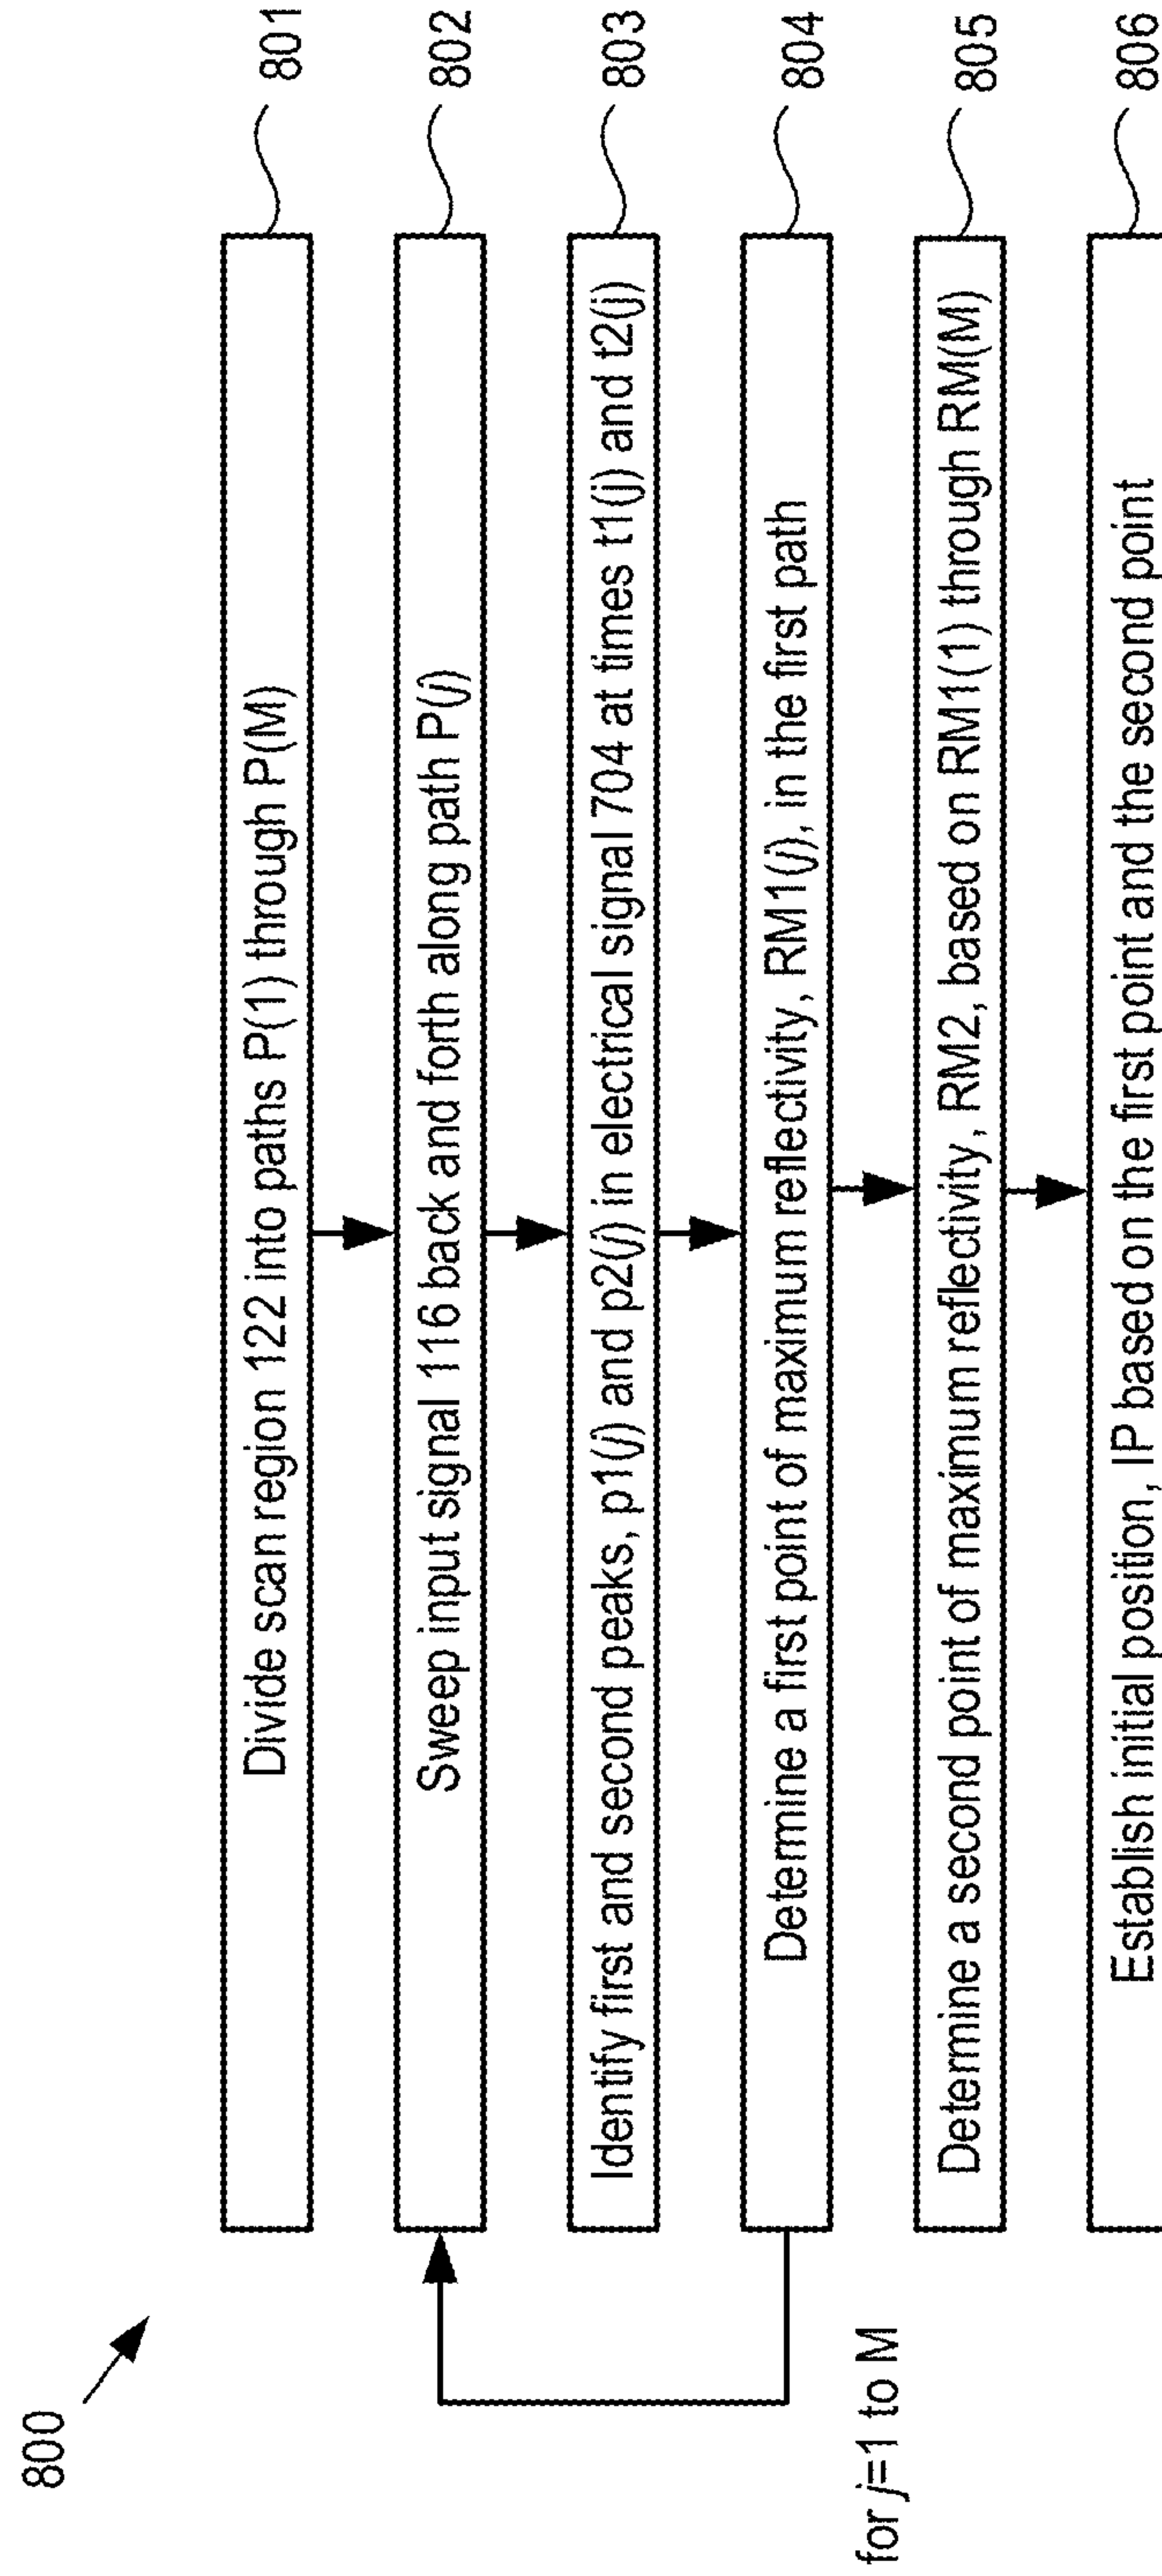 800
Divide scan region 122 into paths P(1) through P(M)
801
Sweep input signal 116 back and forth along path P(j)
802
Identify first and second peaks, p1(j) and p2(j) in electrical signal 704 at times t1(j) and t2(j)
803
Determine a first point of maximum reflectivity, RM1(j), in the first path
804
for j=1 to M
Determine a second point of maximum reflectivity, RM2, based on RM1(1) through RM(M)
805
Establish initial position, IP based on the first point and the second point
806